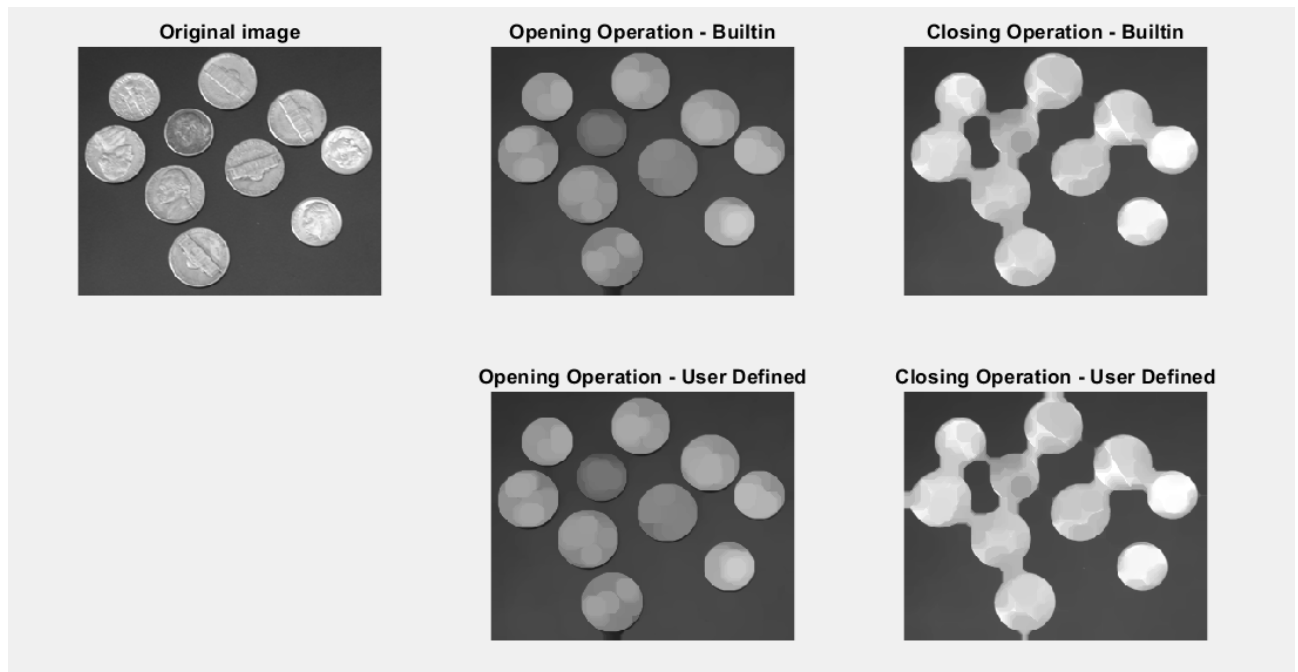 Original image
Opening Operation - Builtin
Closing Operation - Builtin
Opening Operation - User Defined
Closing Operation - User Defined